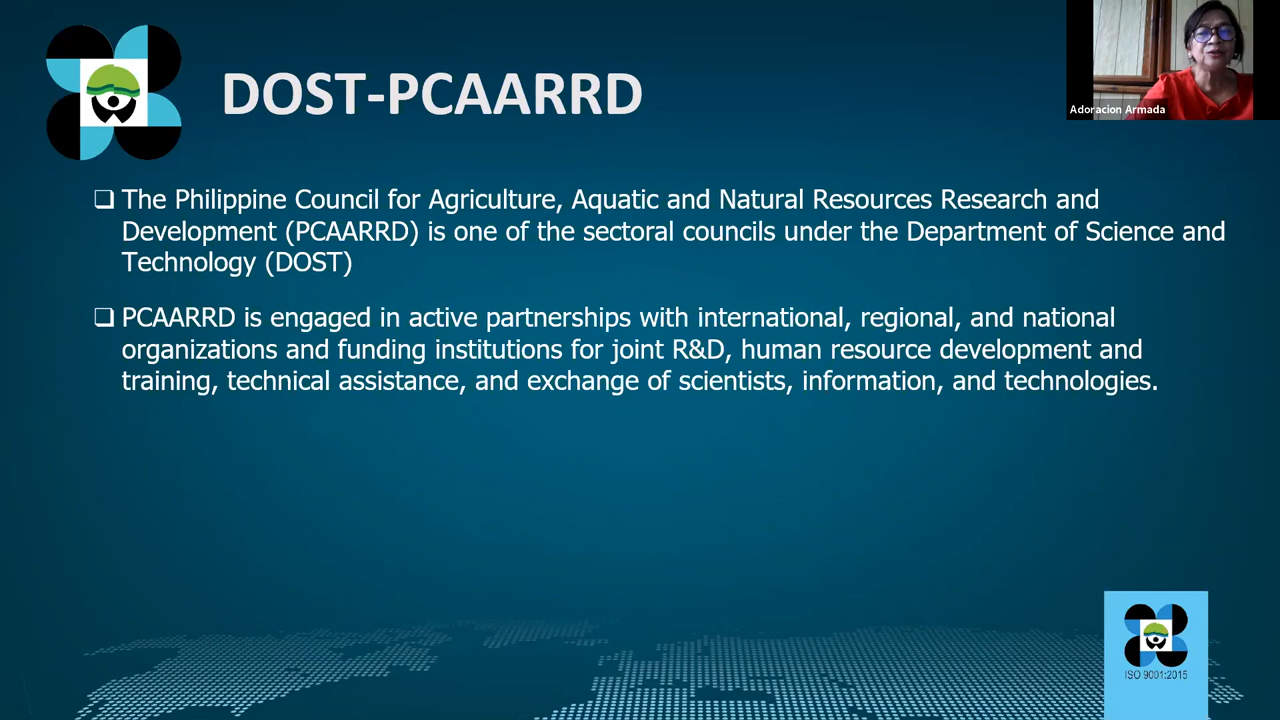 DOST-PCAARRD
Adoracion Armada
❑ The Philippine Council for Agriculture, Aquatic and Natural Resources Research and
Development (PCAARRD) is one of the sectoral councils under the Department of Science and
Technology (DOST)
❑ PCAARRD is engaged in active partnerships with international, regional, and national
organizations and funding institutions for joint R&D, human resource development and
training, technical assistance, and exchange of scientists, information, and technologies.
ISO 9001:2015